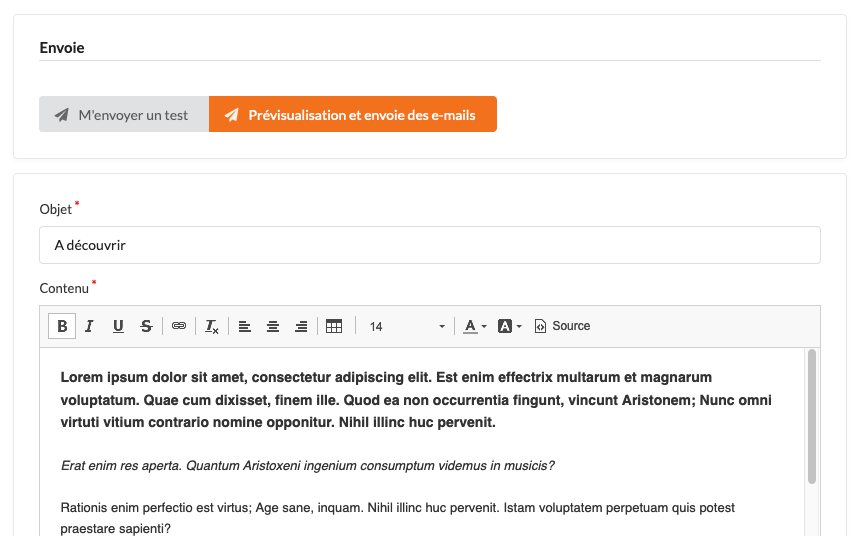 Envoie
M'envoyer un test
Prévisualisation et envoie des e-mails
Objet *
A découvrir
Contenu *
B I U S Tx 14 A A Source
Lorem ipsum dolor sit amet, consectetur adipiscing elit. Est enim effectrix multarum et magnarum
voluptatum. Quae cum dixisset, finem ille. Quod ea non occurrentia fingunt, vincunt Aristonem; Nunc omni
virtuti vitium contrario nomine opponitur. Nihil illinc huc pervenit.
Erat enim res aperta. Quantum Aristoxeni ingenium consumptum videmus in musicis?
Rationis enim perfectio est virtus; Age sane, inquam. Nihil illinc huc pervenit. Istam voluptatem perpetuam quis potest
praestare sapienti?